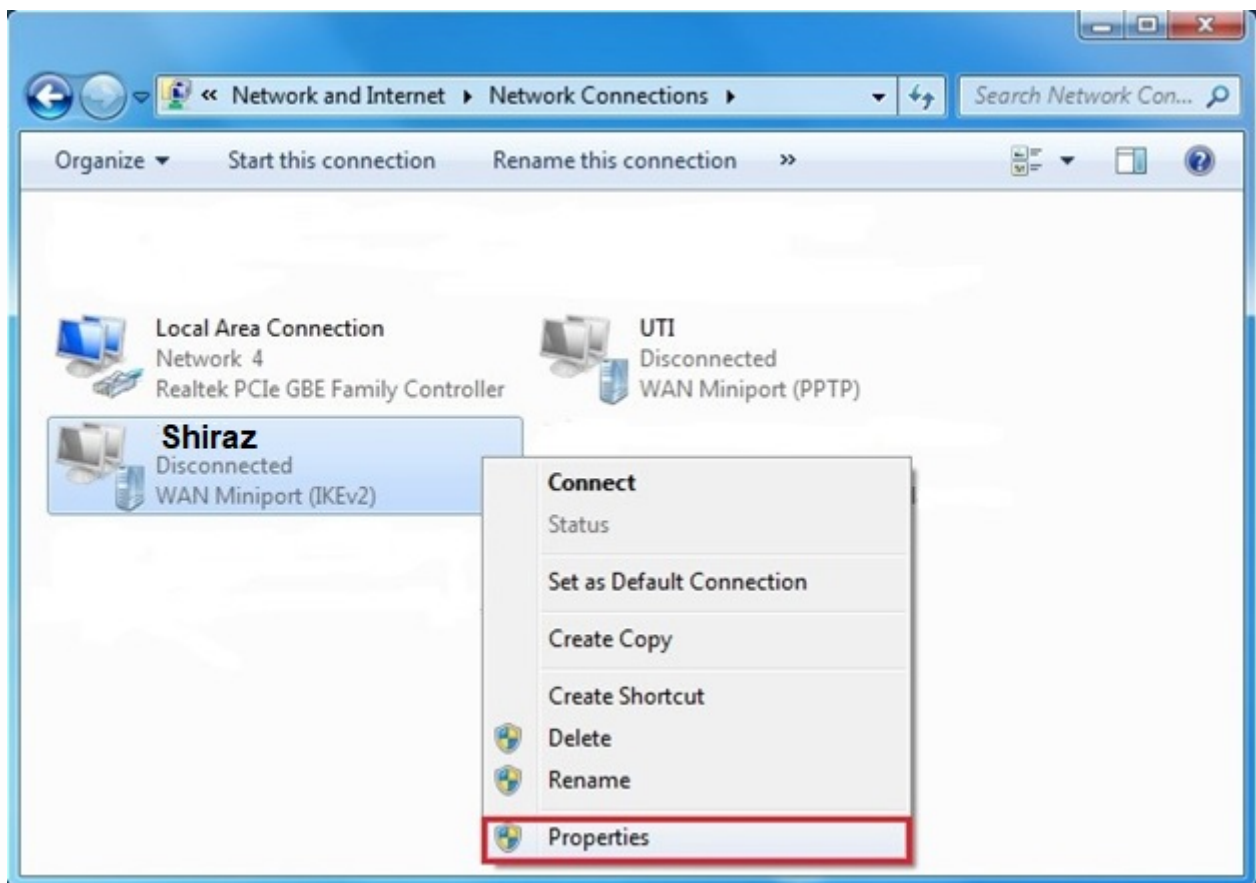 « Network and Internet Network Connections
Search Network Con...
Organize Start this connection Rename this connection »
Local Area Connection
Network 4
Realtek PCIe GBE Family Controller
UTI
Disconnected
WAN Miniport (PPTP)
Shiraz
Disconnected
WAN Miniport (IKEv2)
Connect
Status
Set as Default Connection
Create Copy
Create Shortcut
Delete
Rename
Properties